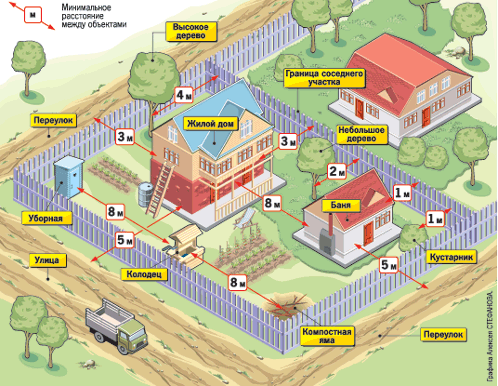 м
Минимальное
расстояние
между объектами
Высокое
дерево
4 м
Граница соседнего
участка
Переулок
3 м
Жилой дом
3 м
Небольшое
дерево
2 м
Уборная
8 м
8 м
Баня
1 м
1 м
5 м
Улица
Колодец
8 м
5 м
Кустарник
Компостная
яма
Переулок
Графика Алексея СТЕФАНОВА.